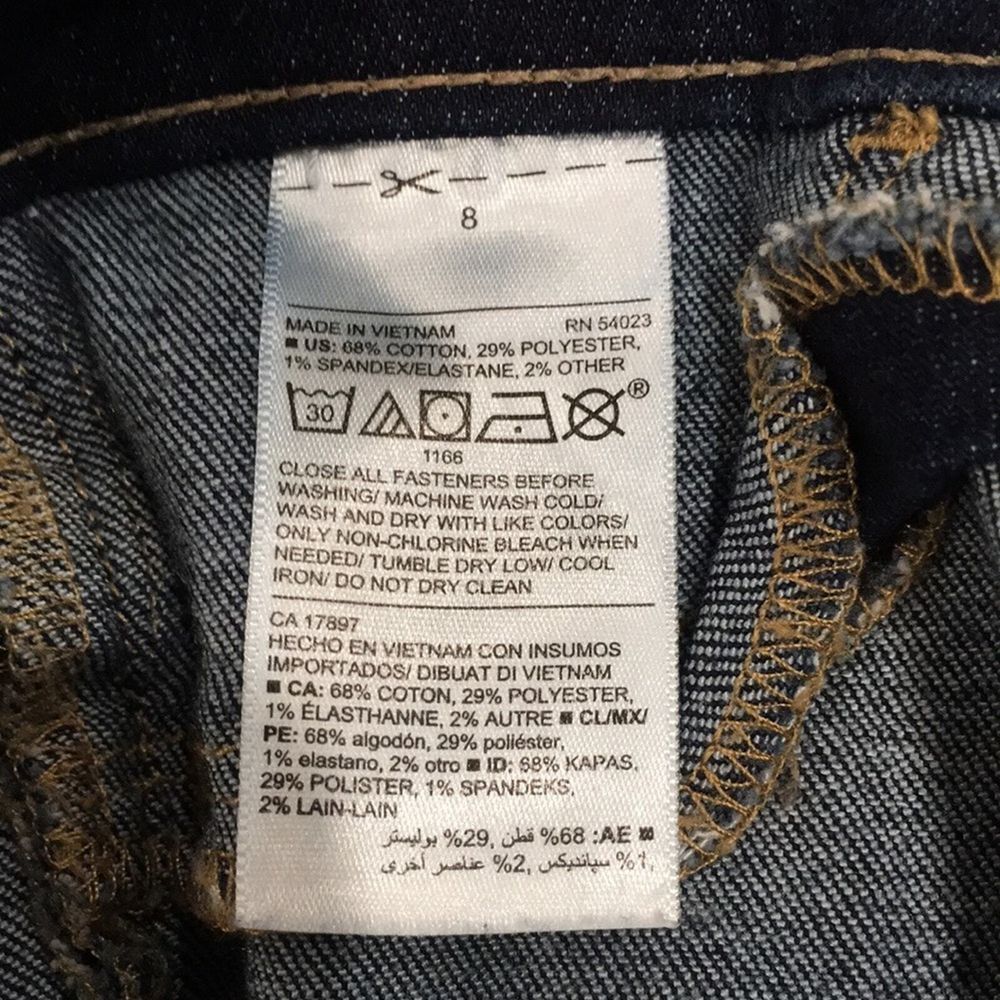 8
MADE IN VIETNAM RN 54023
■ US: 68% COTTON, 29% POLYESTER,
1% SPANDEX/ELASTANE, 2% OTHER
30 ®
1166
CLOSE ALL FASTENERS BEFORE
WASHING/ MACHINE WASH COLD/
WASH AND DRY WITH LIKE COLORS/
ONLY NON-CHLORINE BLEACH WHEN
NEEDED/ TUMBLE DRY LOW/ COOL
IRON/ DO NOT DRY CLEAN
CA 17897
HECHO EN VIETNAM CON INSUMOS
IMPORTADOS/ DIBUAT DI VIETNAM
■ CA: 68% COTON, 29% POLYESTER,
1% ÉLASTHANNE, 2% AUTRE ■ CL/MX/
PE: 68% algodón, 29% poliéster,
1% elastano, 2% otro ■ ID: 68% KAPAS,
29% POLISTER, 1% SPANDEKS,
2% LAIN-LAIN
■ AE: 68% قطن, 29% بوليستر
1% سپانديكس, 2% عناصر أخرى,